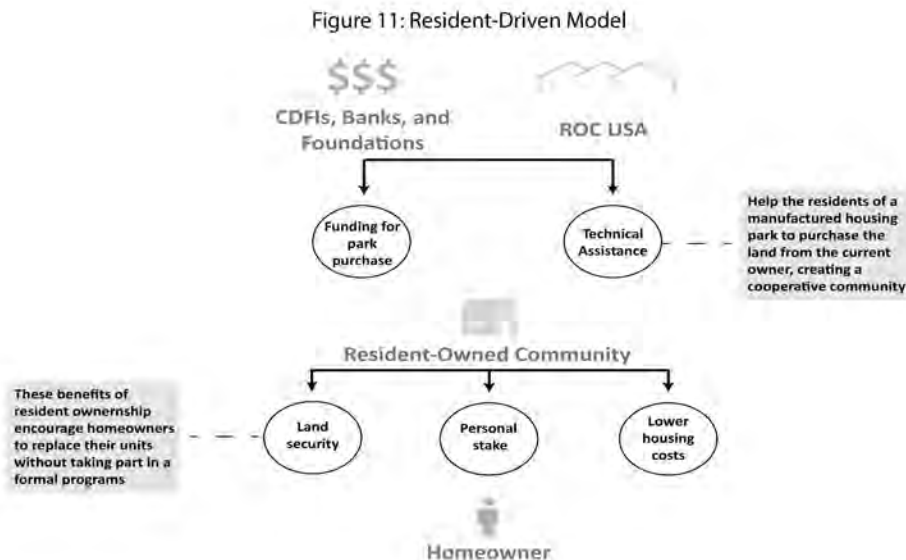 Figure 11: Resident-Driven Model
$$$
CDFIs, Banks, and
Foundations
ROC USA
Funding for
park
purchase
Technical
Assistance
Help the residents of a
manufactured housing
park to purchase the
land from the current
owner, creating a
cooperative community
Resident-Owned Community
These benefits of
resident ownernship
encourage homeowners
to replace their units
without taking part in a
formal programs
Land
security
Personal
stake
Lower
housing
costs
Homeowner